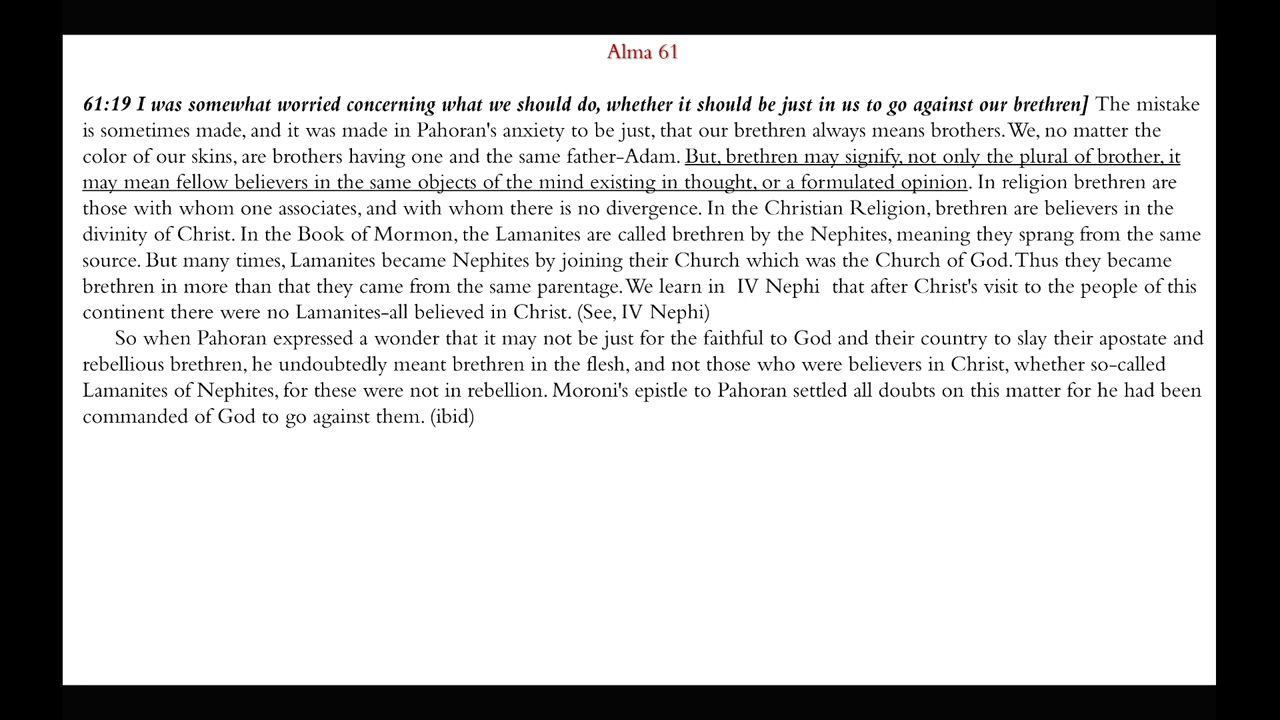 Alma 61
61:19 I was somewhat worried concerning what we should do, whether it should be just in us to go against our brethren] The mistake
is sometimes made, and it was made in Pahoran's anxiety to be just, that our brethren always means brothers. We, no matter the
color of our skins, are brothers having one and the same father-Adam. But, brethren may signify, not only the plural of brother, it
may mean fellow believers in the same objects of the mind existing in thought, or a formulated opinion. In religion brethren are
those with whom one associates, and with whom there is no divergence. In the Christian Religion, brethren are believers in the
divinity of Christ. In the Book of Mormon, the Lamanites are called brethren by the Nephites, meaning they sprang from the same
source. But many times, Lamanites became Nephites by joining their Church which was the Church of God. Thus they became
brethren in more than that they came from the same parentage. We learn in IV Nephi that after Christ's visit to the people of this
continent there were no Lamanites-all believed in Christ. (See, IV Nephi)
So when Pahoran expressed a wonder that it may not be just for the faithful to God and their country to slay their apostate and
rebellious brethren, he undoubtedly meant brethren in the flesh, and not those who were believers in Christ, whether so-called
Lamanites of Nephites, for these were not in rebellion. Moroni's epistle to Pahoran settled all doubts on this matter for he had been
commanded of God to go against them. (ibid)